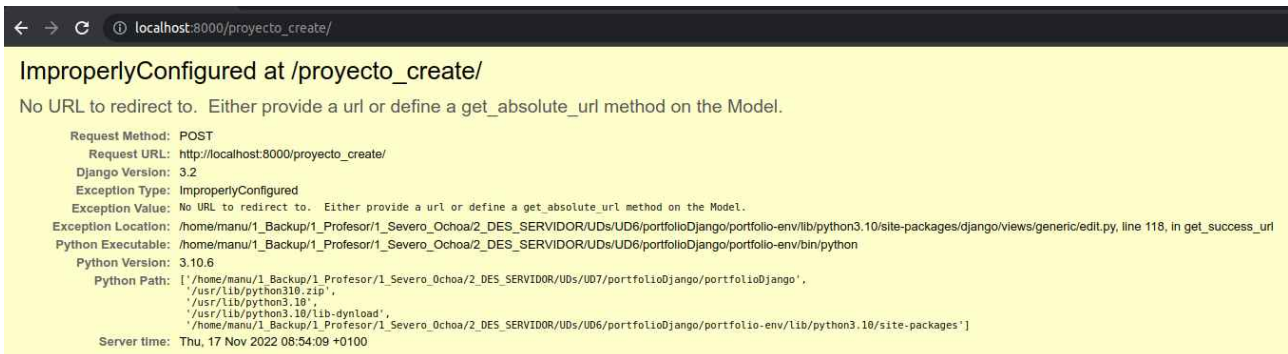 localhost:8000/proyecto_create/
ImproperlyConfigured at /proyecto_create/
No URL to redirect to.  Either provide a url or define a get_absolute_url method on the Model.
Request Method: POST
Request URL: http://localhost:8000/proyecto_create/
Django Version: 3.2
Exception Type: ImproperlyConfigured
Exception Value: No URL to redirect to.  Either provide a url or define a get_absolute_url method on the Model.
Exception Location: /home/manu/1_Backup/1_Profesor/1_Severo_Ochoa/2_DES_SERVIDOR/UDs/UD6/portfolioDjango/portfolio-env/lib/python3.10/site-packages/django/views/generic/edit.py, line 118, in get_success_url
Python Executable: /home/manu/1_Backup/1_Profesor/1_Severo_Ochoa/2_DES_SERVIDOR/UDs/UD6/portfolioDjango/portfolio-env/bin/python
Python Version: 3.10.6
Python Path: ['/home/manu/1_Backup/1_Profesor/1_Severo_Ochoa/2_DES_SERVIDOR/UDs/UD7/portfolioDjango/portfolioDjango',
'/usr/lib/python310.zip',
'/usr/lib/python3.10',
'/usr/lib/python3.10/lib-dynload',
'/home/manu/1_Backup/1_Profesor/1_Severo_Ochoa/2_DES_SERVIDOR/UDs/UD6/portfolioDjango/portfolio-env/lib/python3.10/site-packages']
Server time: Thu, 17 Nov 2022 08:54:09 +0100